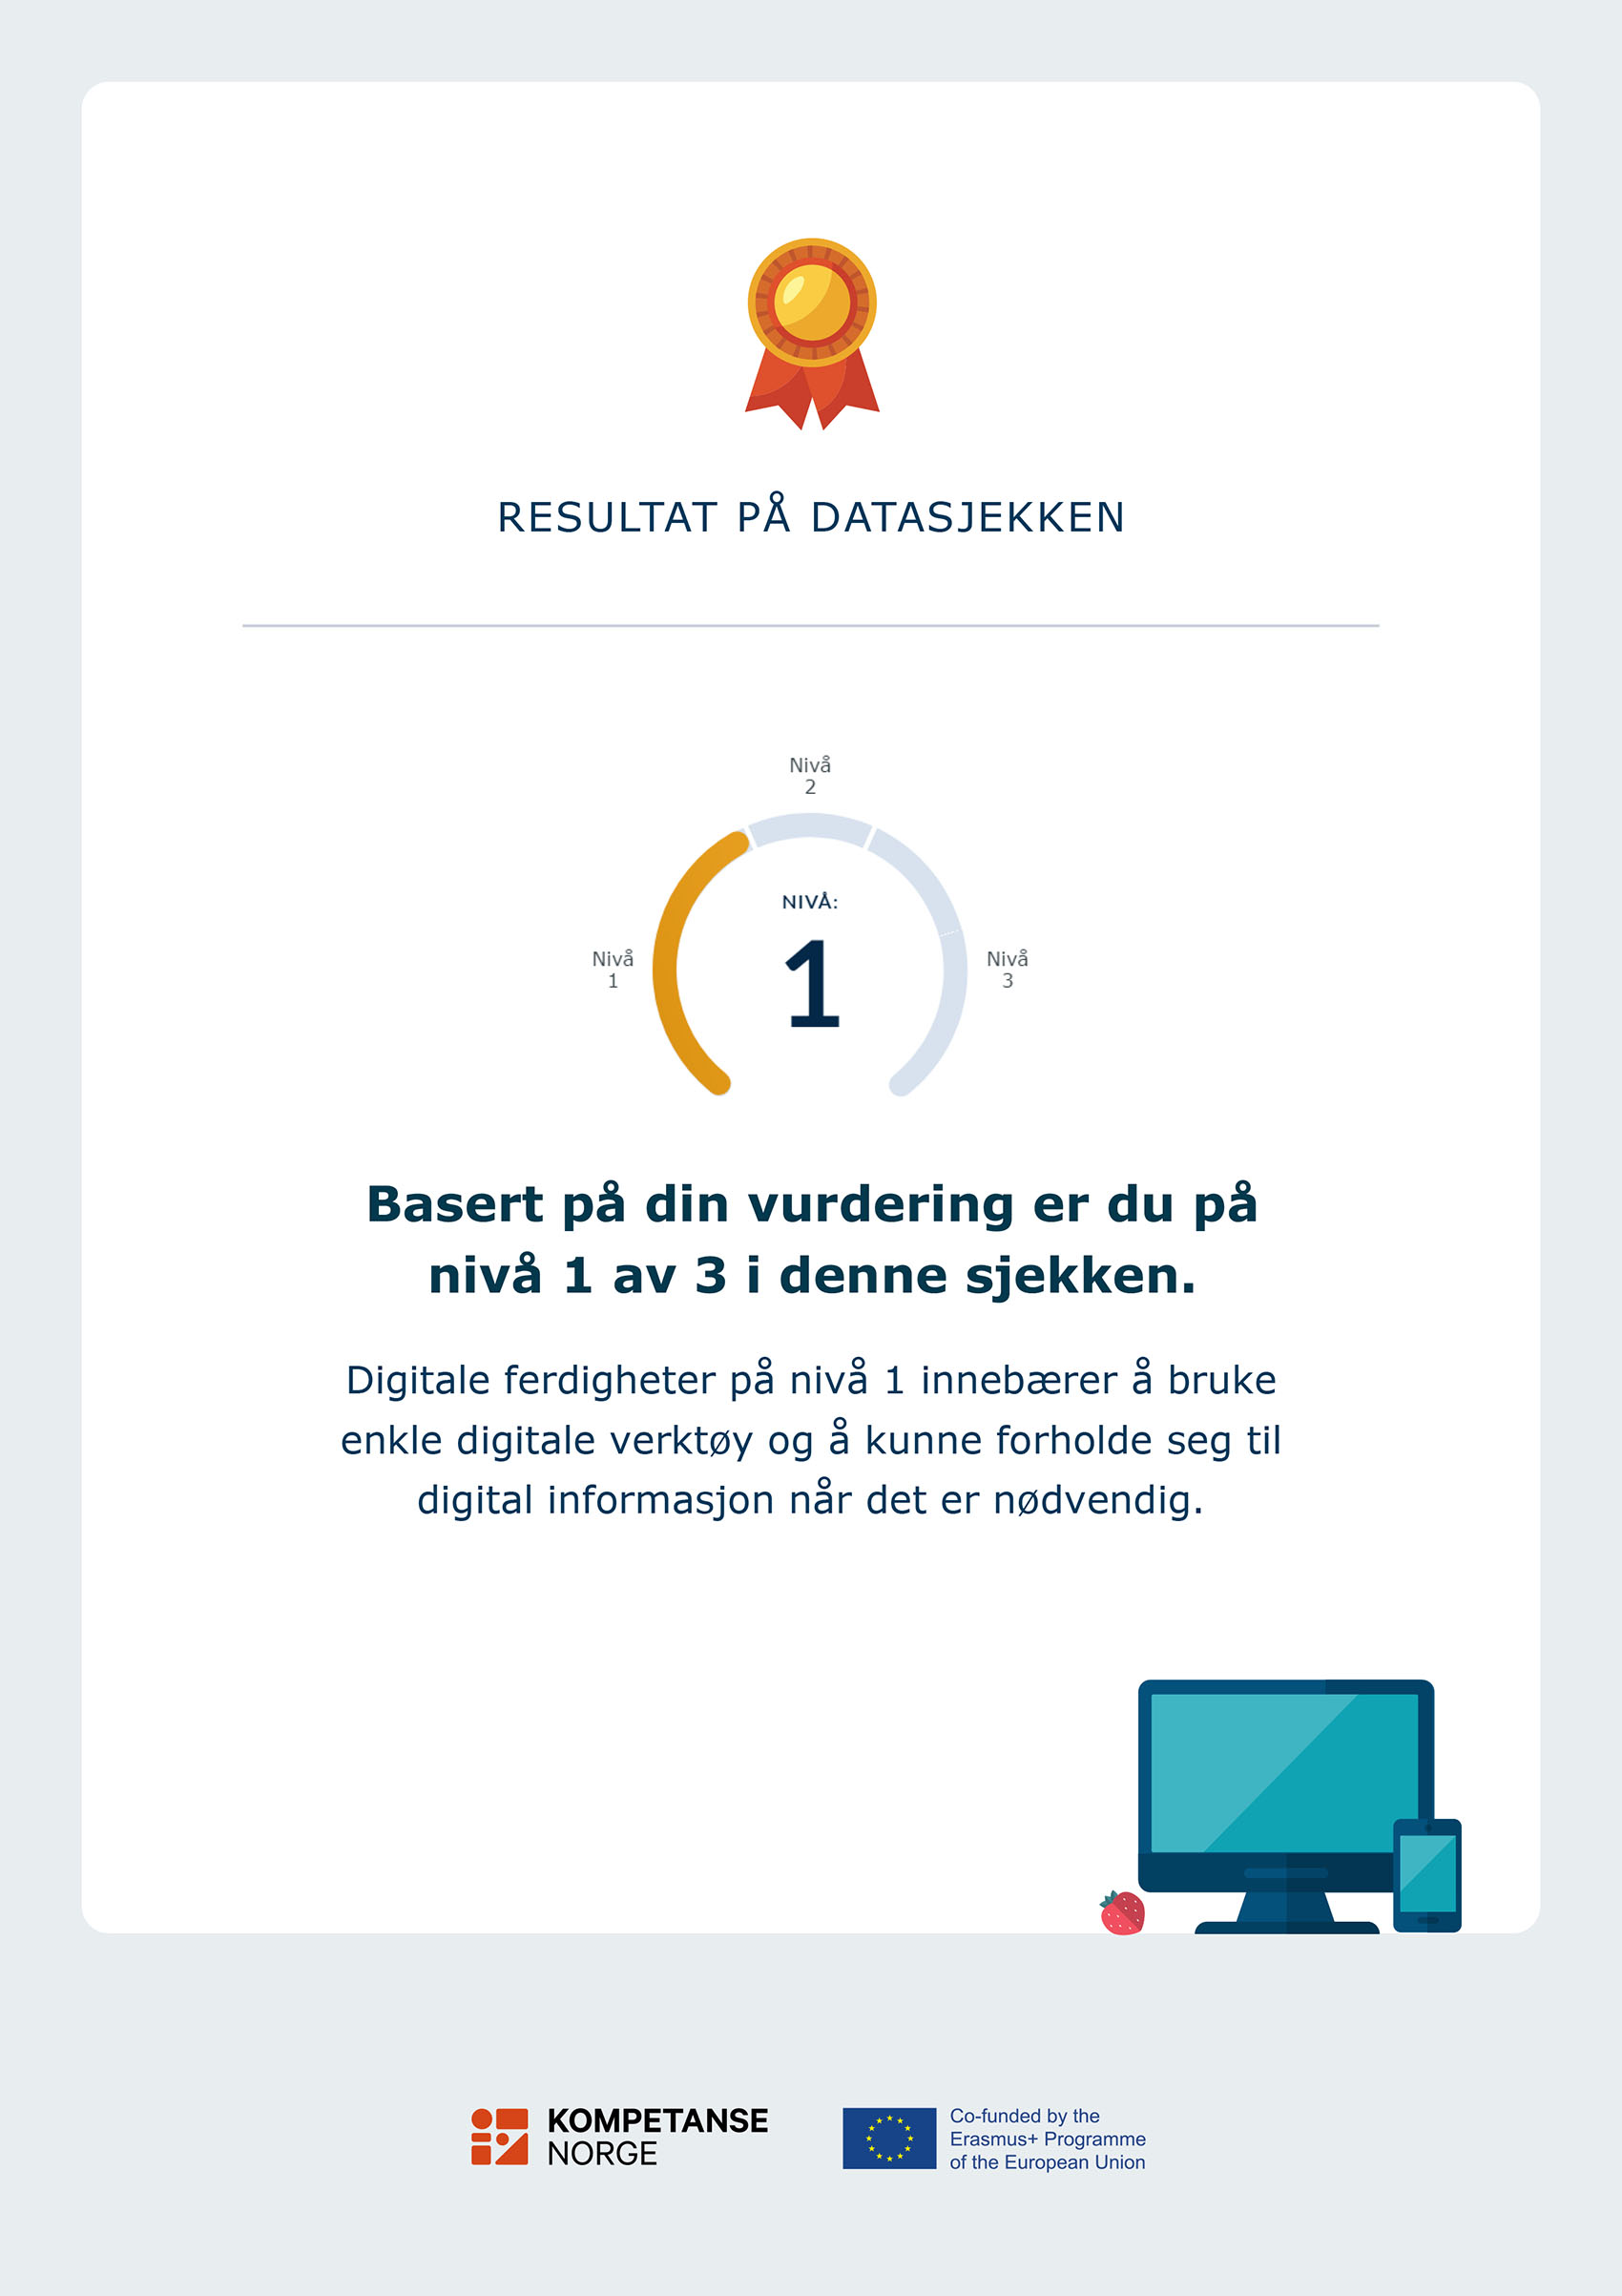 RESULTAT PÅ DATASJEKKEN
Nivå
2
NIVÅ:
1
Nivå
1
Nivå
3
Basert på din vurdering er du på
nivå 1 av 3 i denne sjekken.
Digitale ferdigheter på nivå 1 innebærer å bruke
enkle digitale verktøy og å kunne forholde seg til
digital informasjon når det er nødvendig.
KOMPETANSE
NORGE
Co-funded by the
Erasmus+ Programme
of the European Union